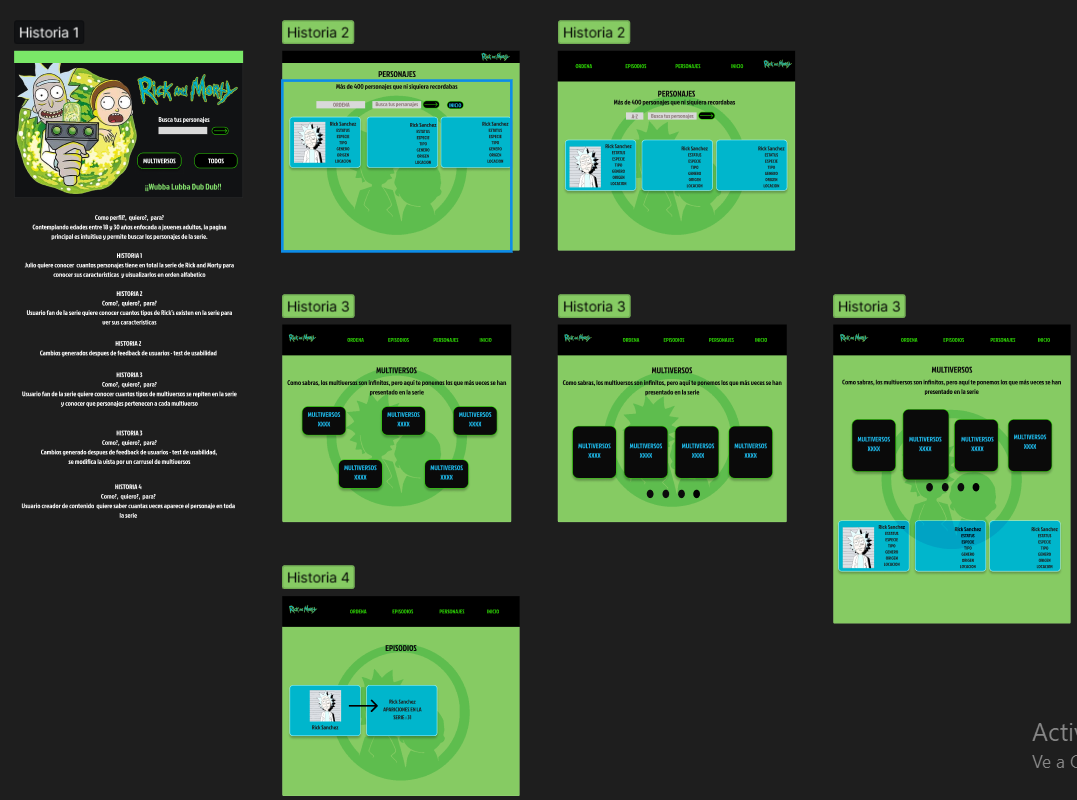 Historia 1
Rick and Morty
Busca tus personajes
MULTIVERSOS
TODOS
¡¡Wubba Lubba Dub Dub!!
Como perfil?, quiero?, para?
Contemplando edades entre 18 y 30 años enfocada a jovenes adultos, la pagina
principal es intuitiva y permite buscar los personajes de la serie.
HISTORIA 1
Julio quiere conocer cuantos personajes tiene en total la serie de Rick and Morty para
conocer sus caracteristicas y visualizarlos en orden alfabetico
HISTORIA 2
Como?, quiero?, para?
Usuario fan de la serie quiere conocer cuantos tipos de Rick's existen en la serie para
ver sus caracteristicas
HISTORIA 2
Cambios generados despues de feedback de usuarios - test de usabilidad
HISTORIA 3
Como?, quiero?, para?
Usuario fan de la serie quiere conocer cuantos tipos de multiversos se repiten en la serie
y conocer que personajes pertenecen a cada multiverso
HISTORIA 3
Como?, quiero?, para?
Cambios generado despues de feedback de usuarios - test de usabilidad,
se modifica la vista por un carrusel de multiversos
HISTORIA 4
Como?, quiero?, para?
Usuario creador de contenido quiere saber cuantas veces aparece el personaje en toda
la serie
Historia 2
Rick and Morty
PERSONAJES
Más de 400 personajes que ni siquiera recordabas
ORDENA
Busca tus personajes
INICIO
Rick Sanchez
ESTATUS
ESPECIE
TIPO
GENERO
ORIGEN
LOCACION
Rick Sanchez
ESTATUS
ESPECIE
TIPO
GENERO
ORIGEN
LOCACION
Rick Sanchez
ESTATUS
ESPECIE
TIPO
GENERO
ORIGEN
LOCACION
Historia 2
ORDENA
EPISODIOS
PERSONAJES
INICIO
Rick and Morty
PERSONAJES
Más de 400 personajes que ni siquiera recordabas
A-Z
Busca tus personajes
Rick Sanchez
ESTATUS
ESPECIE
TIPO
GENERO
ORIGEN
LOCACION
Rick Sanchez
ESTATUS
ESPECIE
TIPO
GENERO
ORIGEN
LOCACION
Rick Sanchez
ESTATUS
ESPECIE
TIPO
GENERO
ORIGEN
LOCACION
Historia 3
Rick and Morty
ORDENA
EPISODIOS
PERSONAJES
INICIO
MULTIVERSOS
Como sabras, los multiversos son infinitos, pero aquí te ponemos los que más veces se han
presentado en la serie
MULTIVERSOS
XXXX
MULTIVERSOS
XXXX
MULTIVERSOS
XXXX
MULTIVERSOS
XXXX
MULTIVERSOS
XXXX
Historia 3
Rick and Morty
ORDENA
EPISODIOS
PERSONAJES
INICIO
MULTIVERSOS
Como sabras, los multiversos son infinitos, pero aquí te ponemos los que más veces se han
presentado en la serie
MULTIVERSOS
XXXX
MULTIVERSOS
XXXX
MULTIVERSOS
XXXX
MULTIVERSOS
XXXX
Historia 3
Rick and Morty
ORDENA
EPISODIOS
PERSONAJES
INICIO
MULTIVERSOS
Como sabras, los multiversos son infinitos, pero aquí te ponemos los que más veces se han
presentado en la serie
MULTIVERSOS
XXXX
MULTIVERSOS
XXXX
MULTIVERSOS
XXXX
MULTIVERSOS
XXXX
Rick Sanchez
ESTATUS
ESPECIE
TIPO
GENERO
ORIGEN
LOCACION
Rick Sanchez
ESTATUS
ESPECIE
TIPO
GENERO
ORIGEN
LOCACION
Rick Sanchez
ESTATUS
ESPECIE
TIPO
GENERO
ORIGEN
LOCACION
Historia 4
Rick and Morty
ORDENA
EPISODIOS
PERSONAJES
INICIO
EPISODIOS
Rick Sanchez
Rick Sanchez
APARICIONES EN LA
Ve a